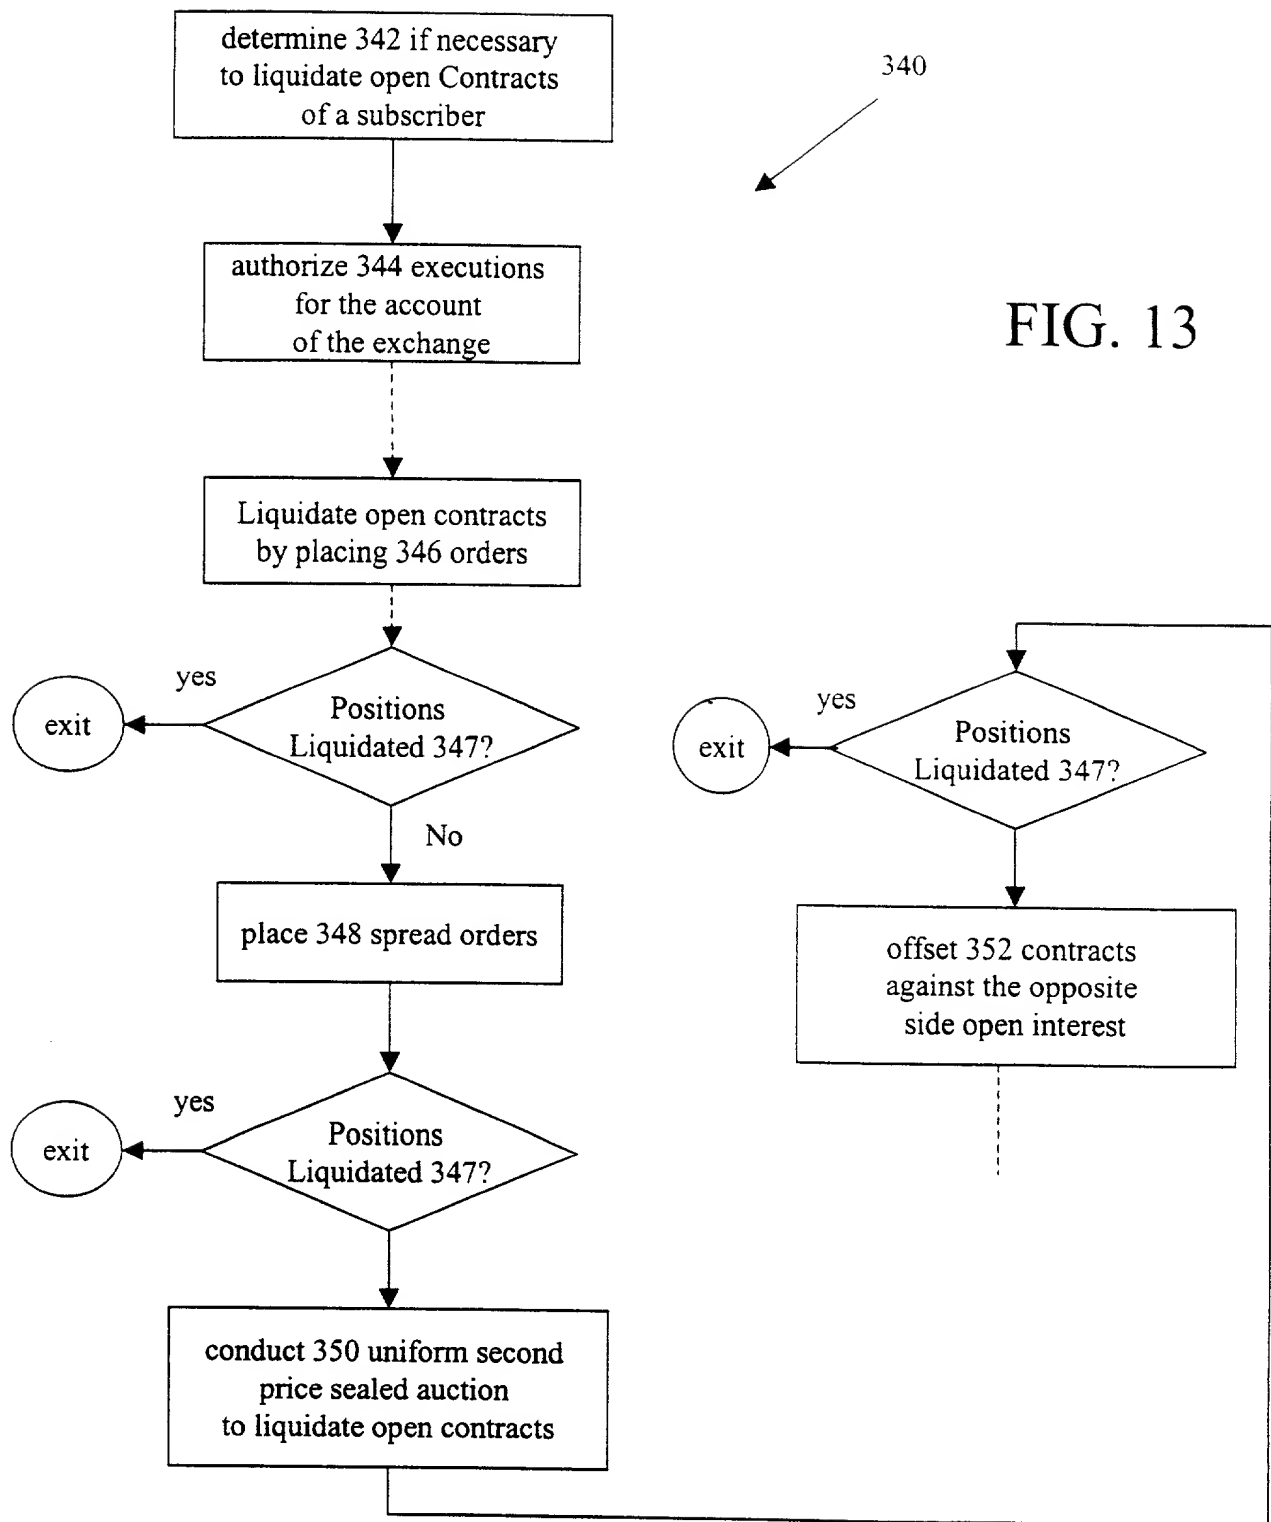 determine 342 if necessary
to liquidate open Contracts
of a subscriber
340
authorize 344 executions
for the account
of the exchange
FIG. 13
Liquidate open contracts
by placing 346 orders
yes
exit
Positions
Liquidated 347?
No
place 348 spread orders
yes
exit
Positions
Liquidated 347?
conduct 350 uniform second
price sealed auction
to liquidate open contracts
yes
exit
Positions
Liquidated 347?
offset 352 contracts
against the opposite
side open interest